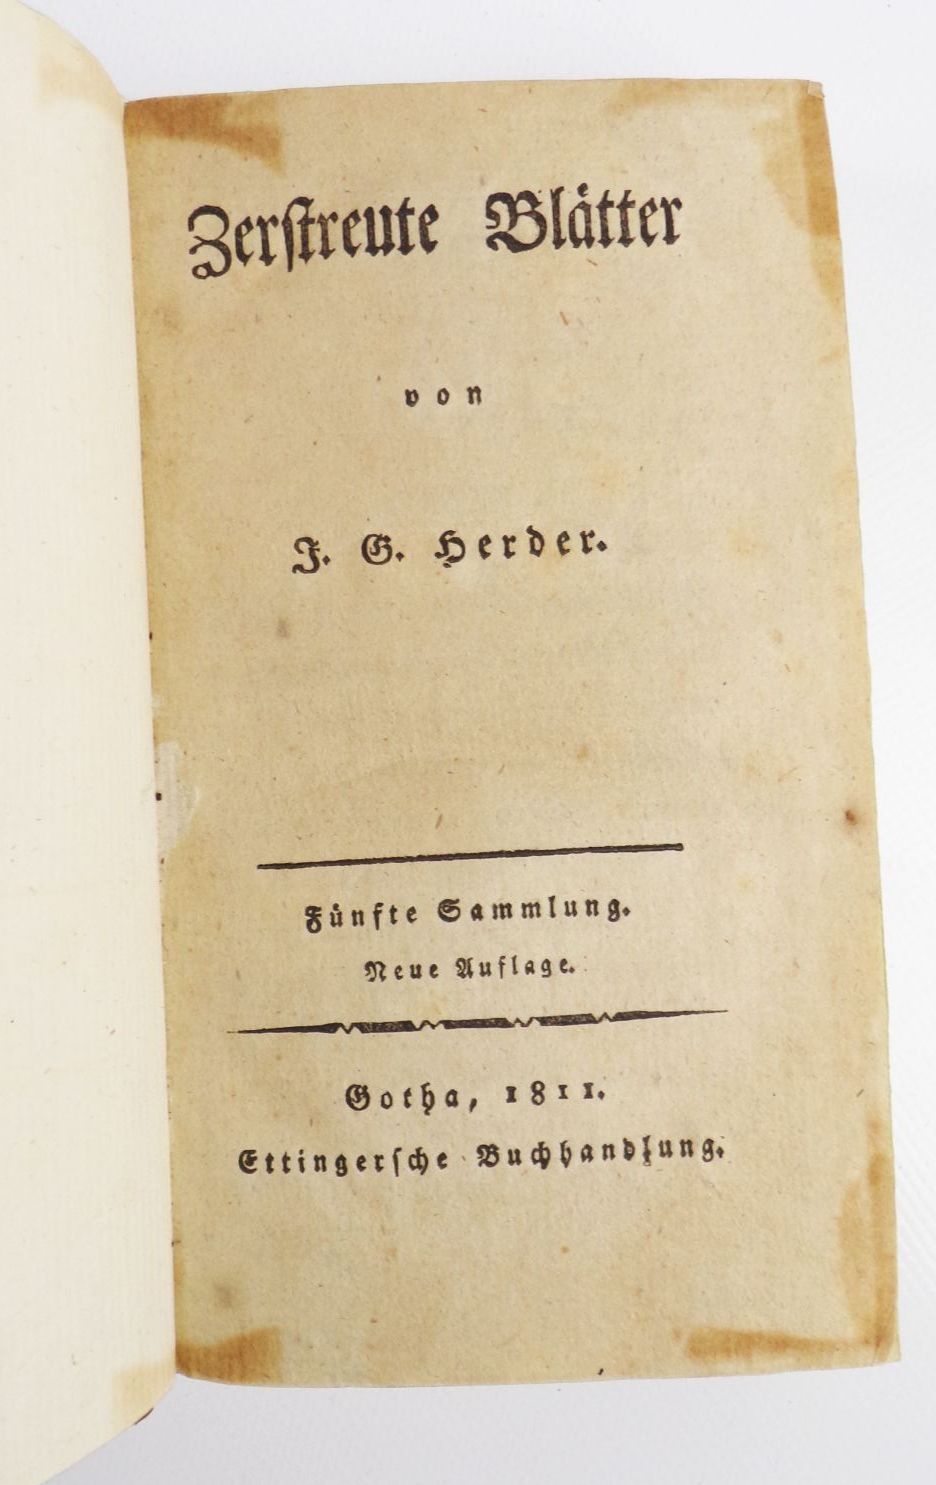 Zerſtreute Blätter
von
J. G. Herder.
Fünfte Sammlung.
Neue Auflage.
Gotha, 1811.
Ettingerſche Buchhandlung.